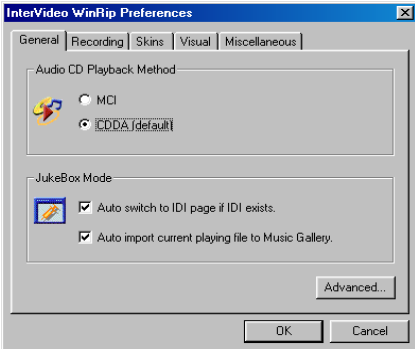 InterVideo WinRip Preferences
General Recording Skins Visual Miscellaneous
Audio CD Playback Method
MCI
CDDA (default)
JukeBox Mode
Auto switch to IDI page if IDI exists.
Auto import current playing file to Music Gallery.
Advanced...
OK Cancel